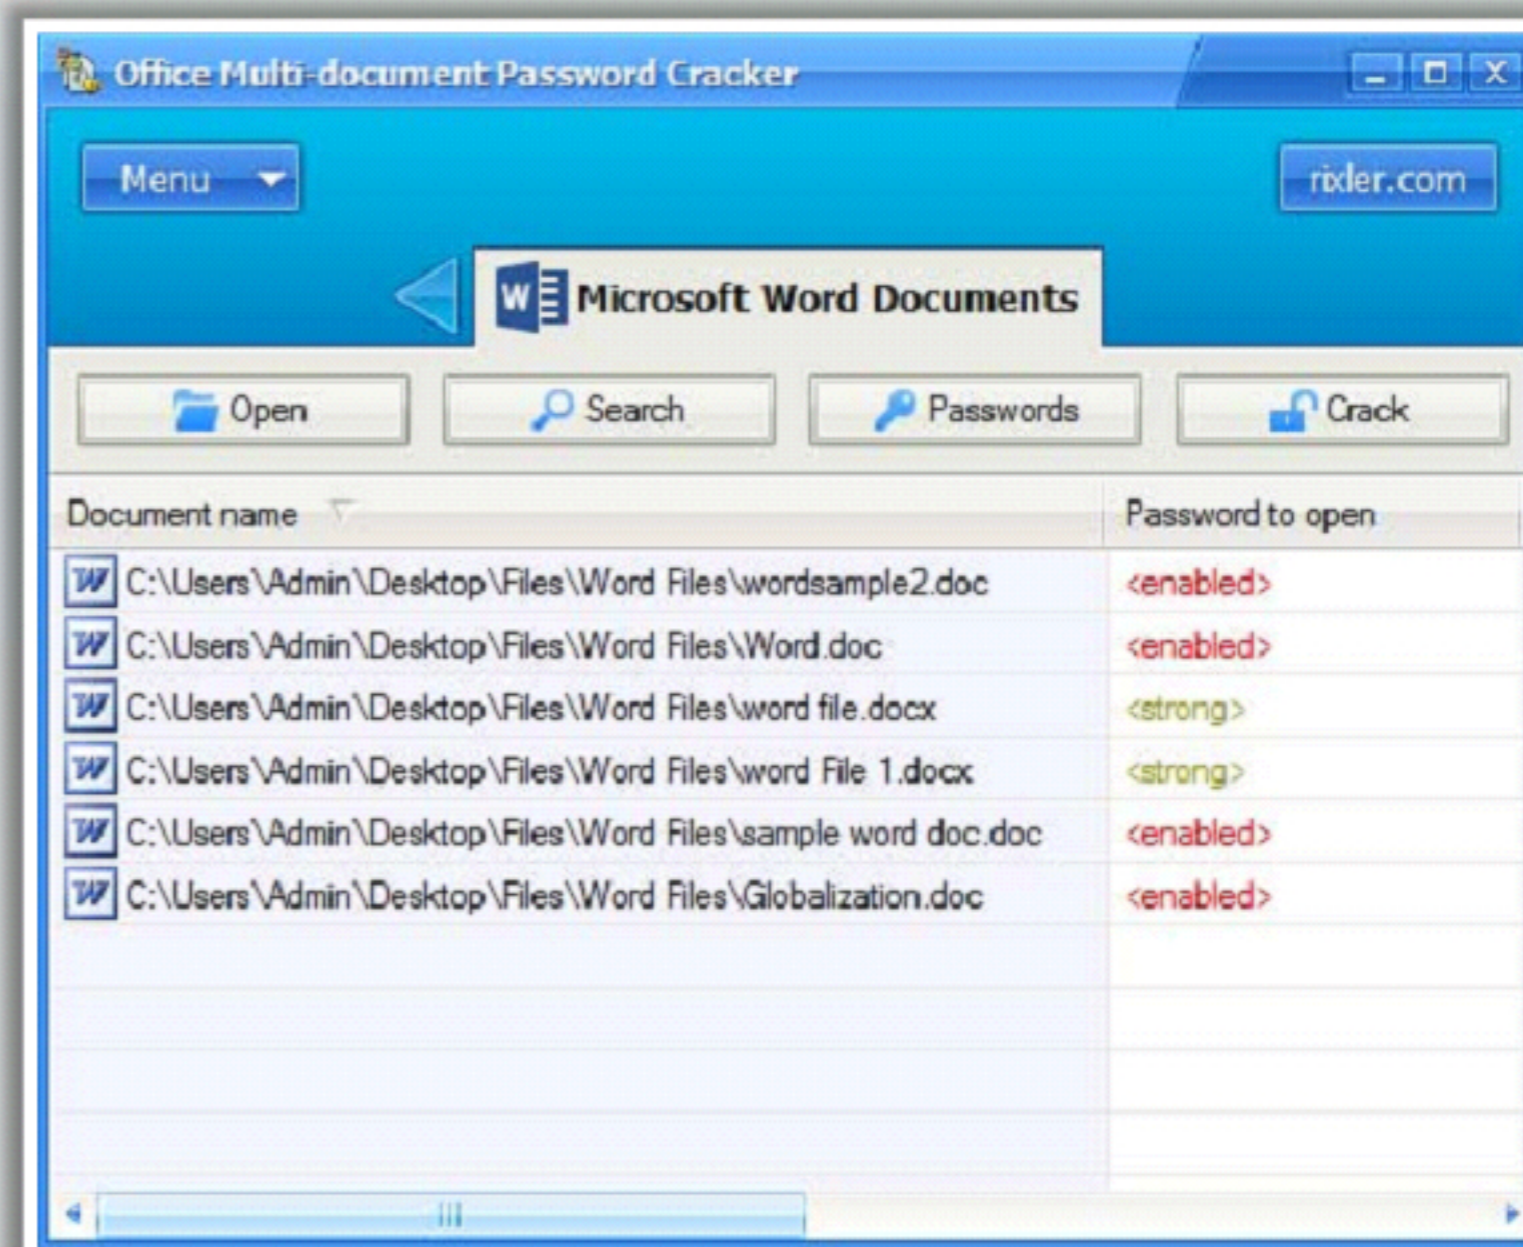 Office Multi-document Password Cracker
Menu
rixler.com
W Microsoft Word Documents
Open Search Passwords Crack
Document name Password to open
W C:\Users\Admin\Desktop\Files\Word Files\wordsample2.doc <enabled>
W C:\Users\Admin\Desktop\Files\Word Files\Word.doc <enabled>
W C:\Users\Admin\Desktop\Files\Word Files\word file.docx <strong>
W C:\Users\Admin\Desktop\Files\Word Files\word File 1.docx <strong>
W C:\Users\Admin\Desktop\Files\Word Files\sample word doc.doc <enabled>
W C:\Users\Admin\Desktop\Files\Word Files\Globalization.doc <enabled>